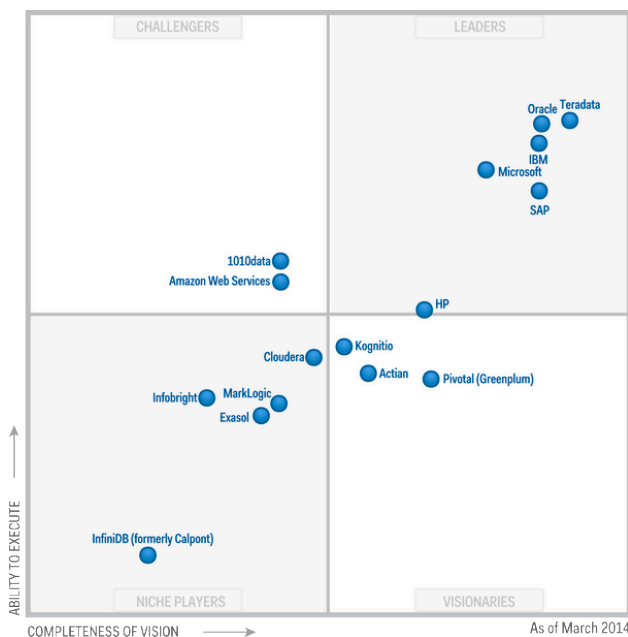 CHALLENGERS
LEADERS
Oracle
Teradata
IBM
Microsoft
SAP
1010data
Amazon Web Services
HP
Kognitio
Cloudera
Actian
Pivotal (Greenplum)
Infobright
MarkLogic
Exasol
InfiniDB (formerly Calpont)
NICHE PLAYERS
VISIONARIES
ABILITY TO EXECUTE
COMPLETENESS OF VISION
As of March 2014